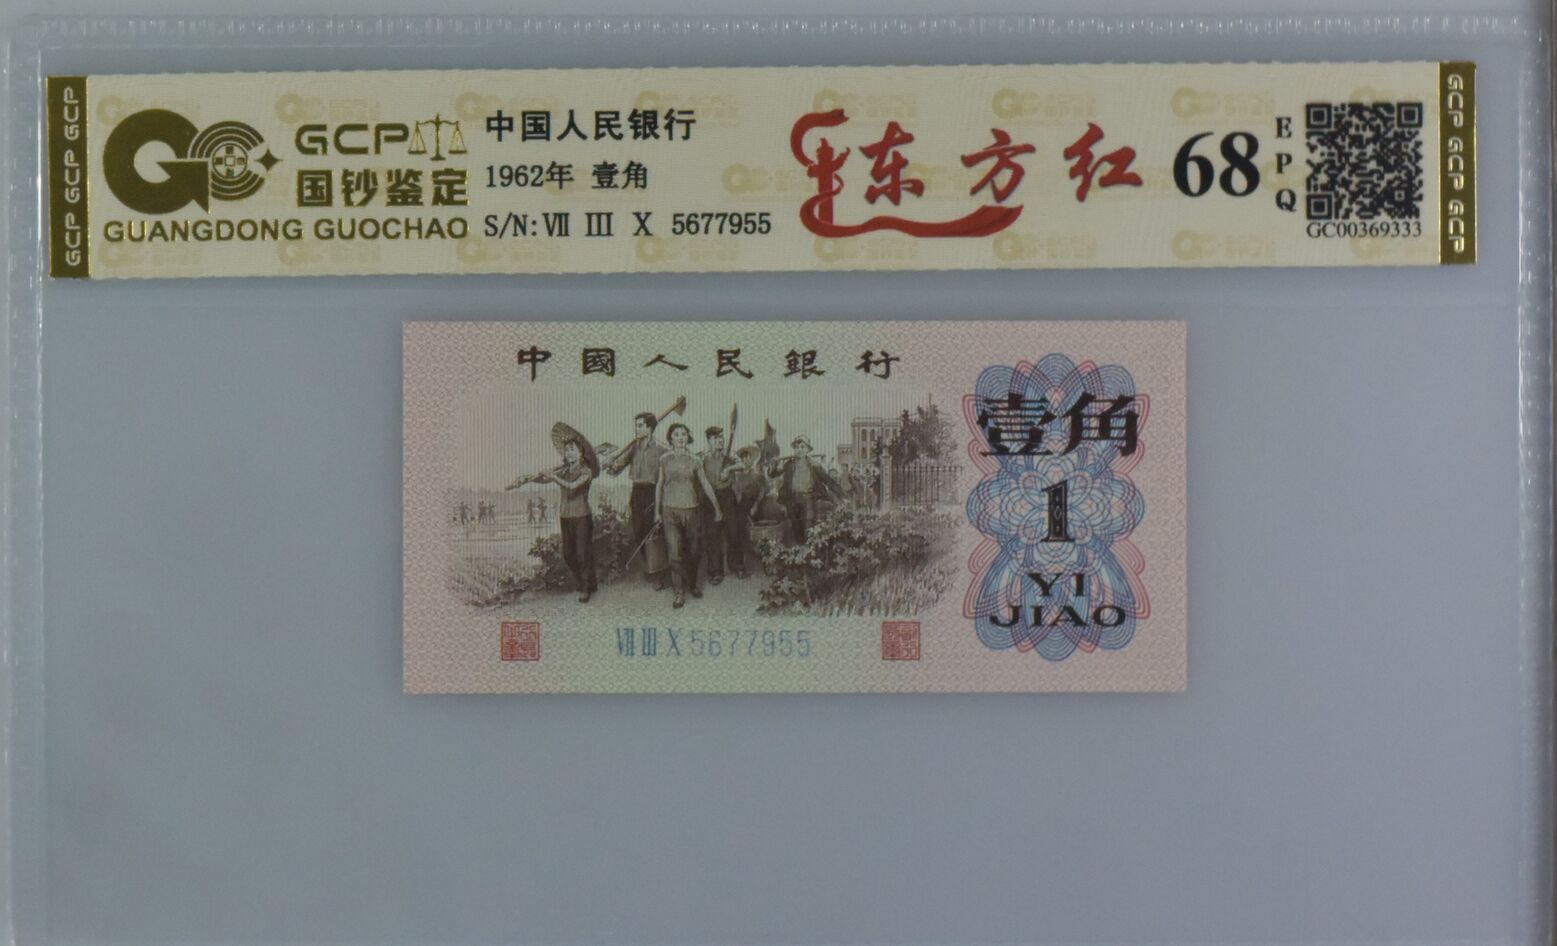 GCP GCP GCP
GCP
国钞鉴定
GUANGDONG GUOCHAO
中国人民银行
1962年 壹角
S/N: Ⅶ Ⅲ Ⅹ 5677955
东方红
68
EPQ
GC00369333
GCP GCP GCP
中國人民銀行
壹角
1
YI
JIAO
Ⅶ Ⅲ Ⅹ 5677955